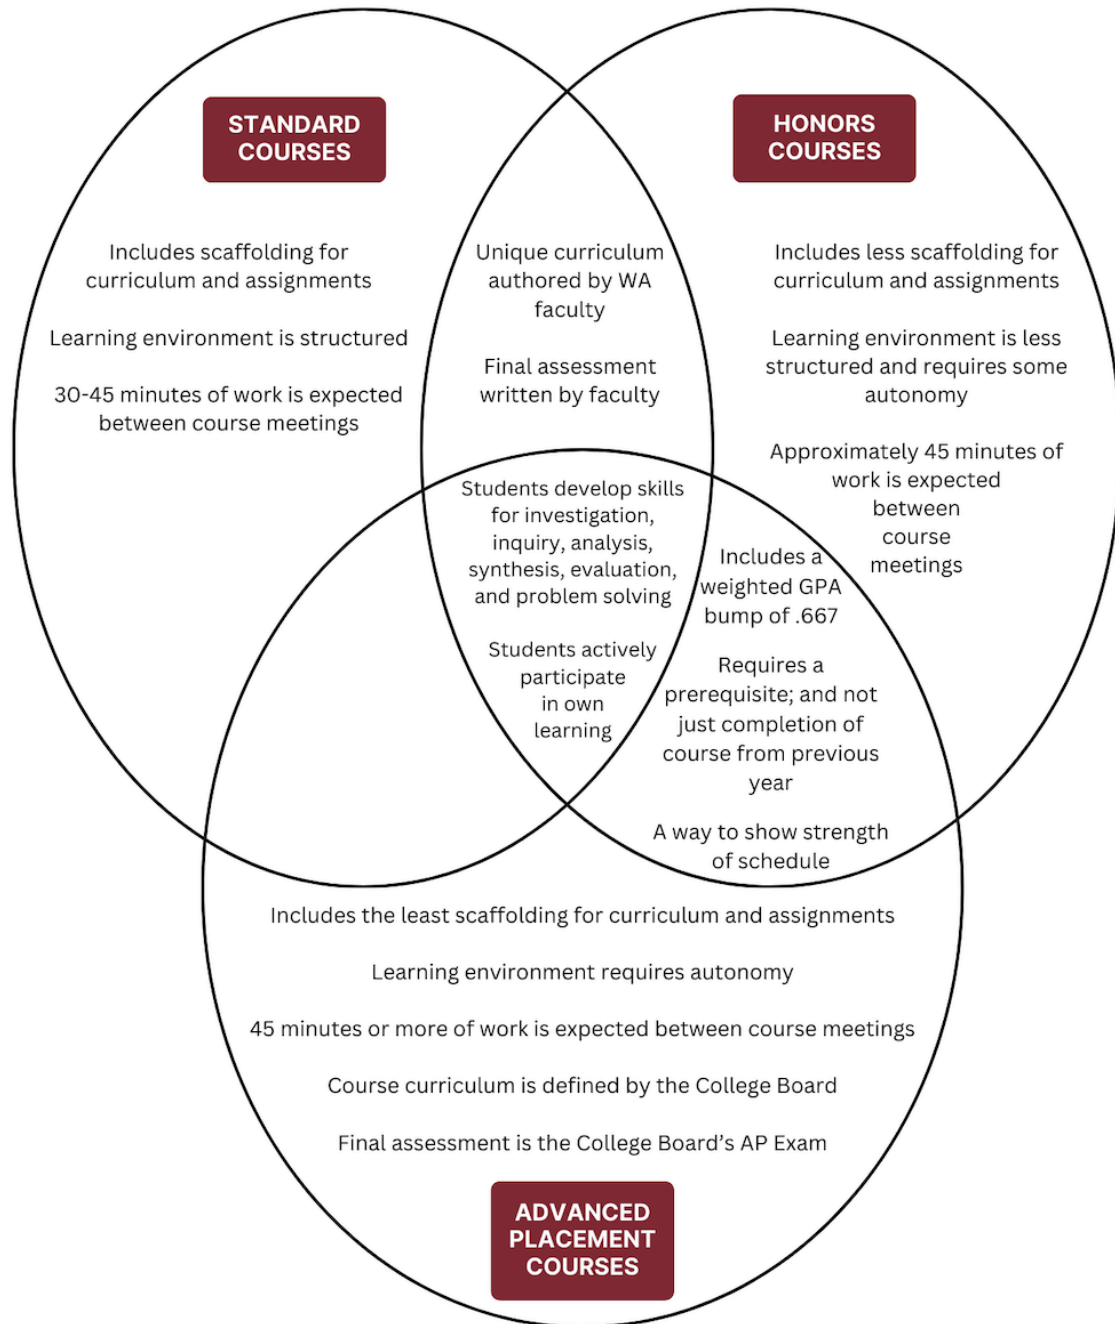 STANDARD
COURSES
Includes scaffolding for
curriculum and assignments
Learning environment is structured
30-45 minutes of work is expected
between course meetings
Unique curriculum
authored by WA
faculty
Final assessment
written by faculty
HONORS
COURSES
Includes less scaffolding for
curriculum and assignments
Learning environment is less
structured and requires some
autonomy
Approximately 45 minutes of
work is expected
between
course
meetings
Students develop skills
for investigation,
inquiry, analysis,
synthesis, evaluation,
and problem solving
Students actively
participate
in own
learning
Includes a
weighted GPA
bump of .667
Requires a
prerequisite; and not
just completion of
course from previous
year
A way to show strength
of schedule
Includes the least scaffolding for curriculum and assignments
Learning environment requires autonomy
45 minutes or more of work is expected between course meetings
Course curriculum is defined by the College Board
Final assessment is the College Board’s AP Exam
ADVANCED
PLACEMENT
COURSES